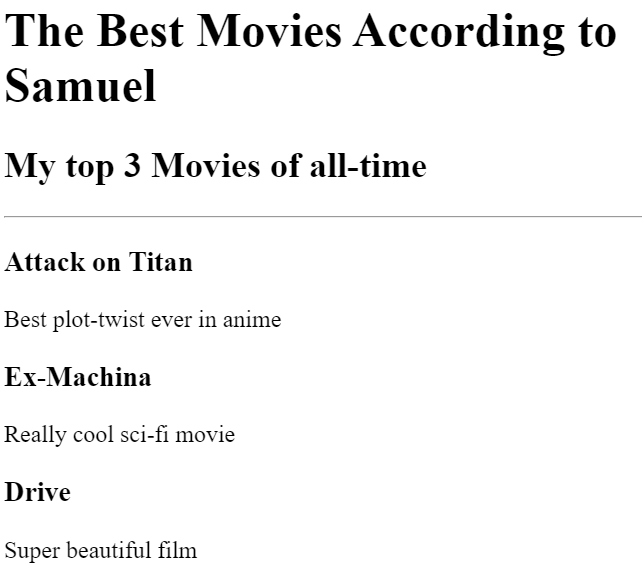 The Best Movies According to
Samuel
My top 3 Movies of all-time
Attack on Titan
Best plot-twist ever in anime
Ex-Machina
Really cool sci-fi movie
Drive
Super beautiful film